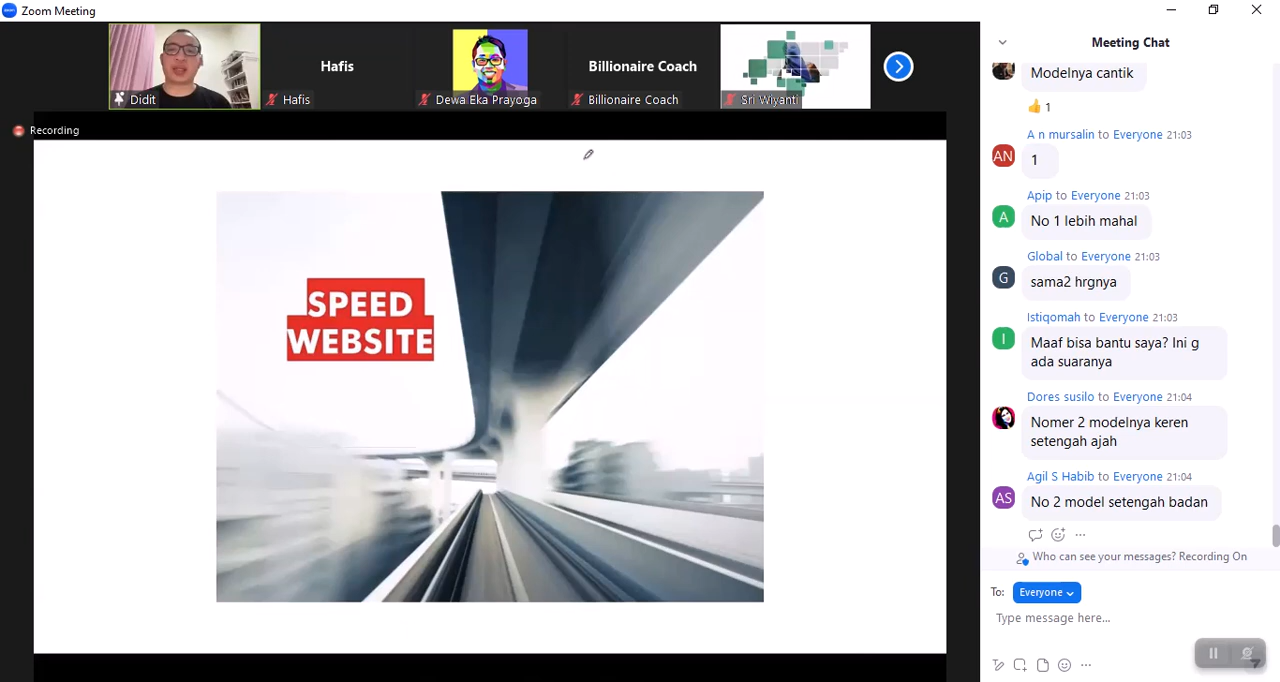 Zoom Meeting
Hafis
Billionaire Coach
Didit
Hafis
Dewa Eka Prayoga
Billionaire Coach
Sri Wiyanti
Recording
SPEED
WEBSITE
Meeting Chat
Modelnya cantik
👍 1
A n mursalin to Everyone 21:03
AN
1
Apip to Everyone 21:03
A
No 1 lebih mahal
Global to Everyone 21:03
G
sama2 hrgnya
Istiqomah to Everyone 21:03
I
Maaf bisa bantu saya? Ini g
ada suaranya
Dores susilo to Everyone 21:04
Nomer 2 modelnya keren
setengah ajah
Agil S Habib to Everyone 21:04
AS
No 2 model setengah badan
Who can see your messages? Recording On
To: Everyone
Type message here...